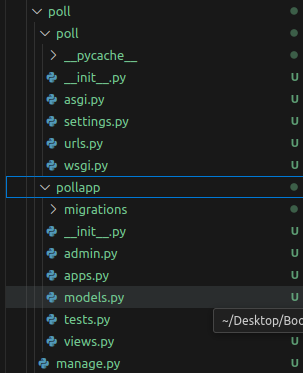 poll
poll
__pycache__
__init__.py U
asgi.py U
settings.py U
urls.py U
wsgi.py U
pollapp
migrations
__init__.py U
admin.py U
apps.py U
models.py U
tests.py U
~/Desktop/Boo
views.py U
manage.py U